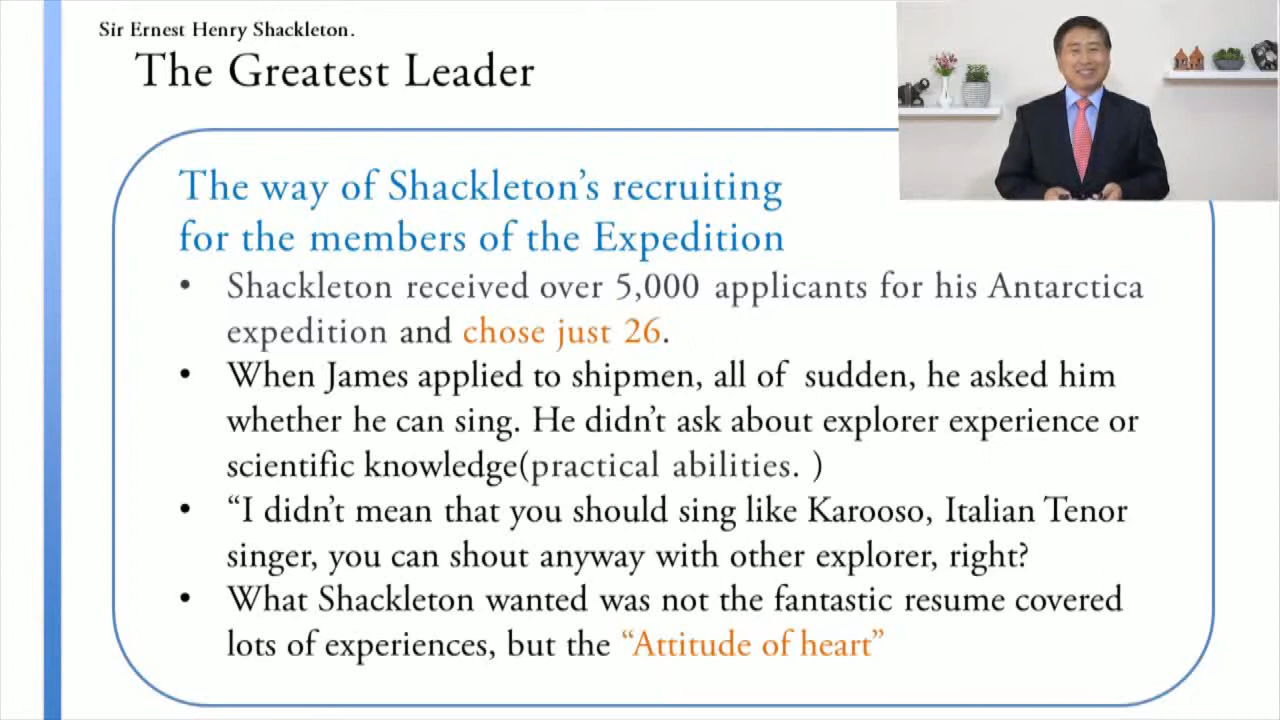 Sir Ernest Henry Shackleton.
The Greatest Leader
The way of Shackleton's recruiting
for the members of the Expedition
• Shackleton received over 5,000 applicants for his Antarctica
expedition and chose just 26.
• When James applied to shipmen, all of sudden, he asked him
whether he can sing. He didn't ask about explorer experience or
scientific knowledge(practical abilities. )
• “I didn't mean that you should sing like Karooso, Italian Tenor
singer, you can shout anyway with other explorer, right?
• What Shackleton wanted was not the fantastic resume covered
lots of experiences, but the “Attitude of heart”